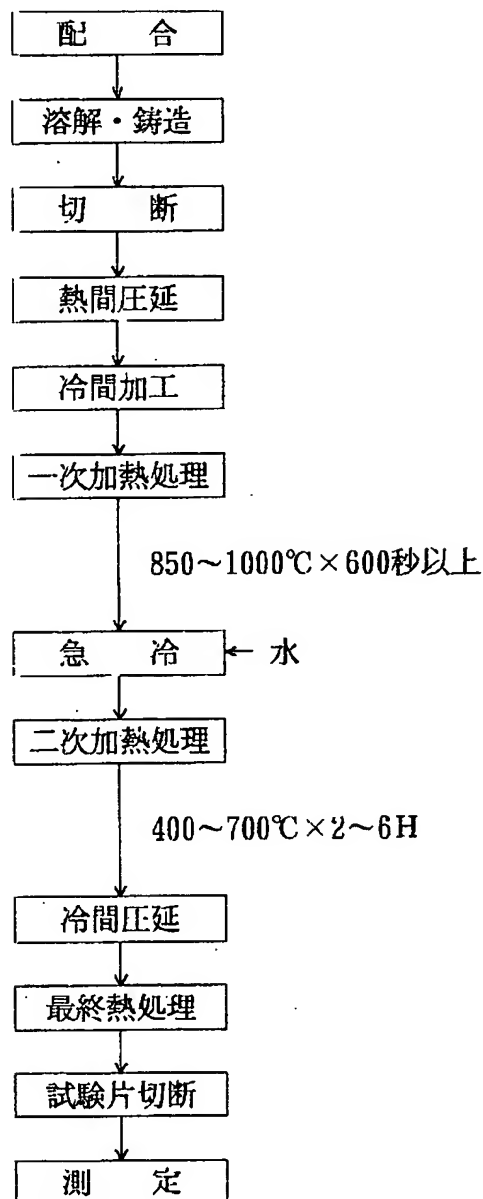 配 合
溶解・鋳造
切 断
熱間圧延
冷間加工
一次加熱処理
850~1000℃×600秒以上
急 冷 ← 水
二次加熱処理
400~700℃×2~6H
冷間圧延
最終熱処理
試験片切断
測 定